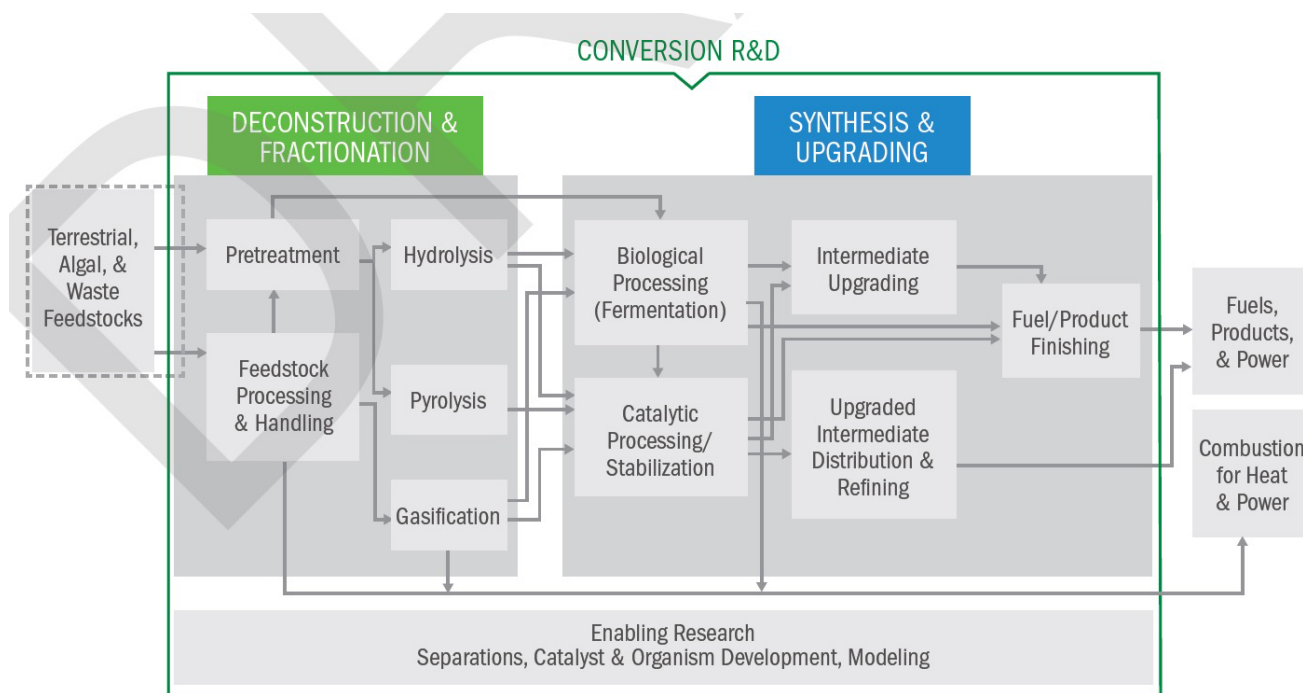 CONVERSION R&D
DECONSTRUCTION &
FRACTIONATION
SYNTHESIS &
UPGRADING
Terrestrial,
Algal, &
Waste
Feedstocks
Pretreatment
Hydrolysis
Feedstock
Processing
& Handling
Pyrolysis
Gasification
Biological
Processing
(Fermentation)
Intermediate
Upgrading
Catalytic
Processing/
Stabilization
Upgraded
Intermediate
Distribution &
Refining
Fuel/Product
Finishing
Fuels,
Products,
& Power
Combustion
for Heat
& Power
Enabling Research
Separations, Catalyst & Organism Development, Modeling